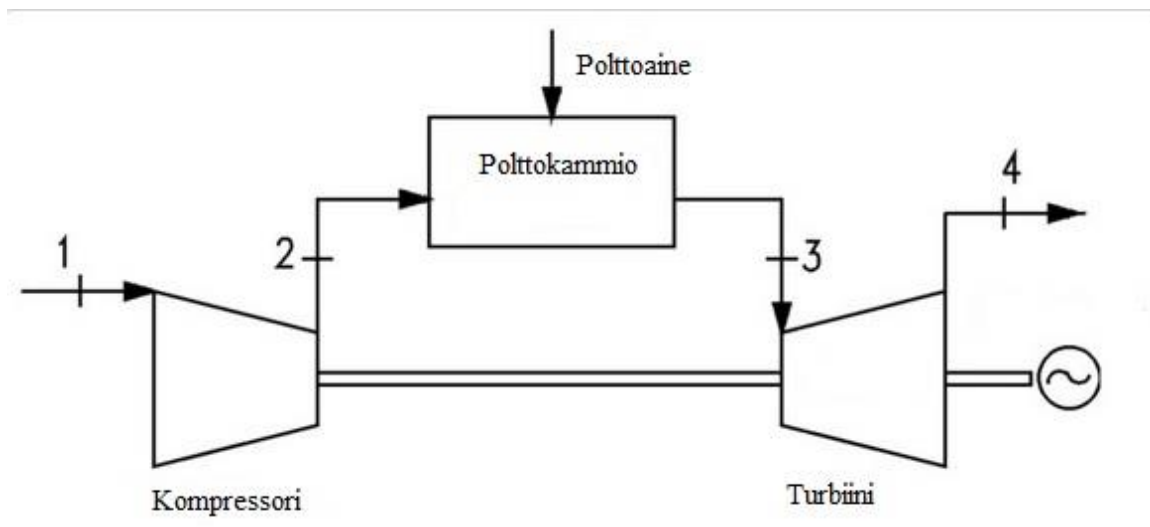 Polttoaine
Polttokammio
1
2
3
4
Kompressori
Turbiini